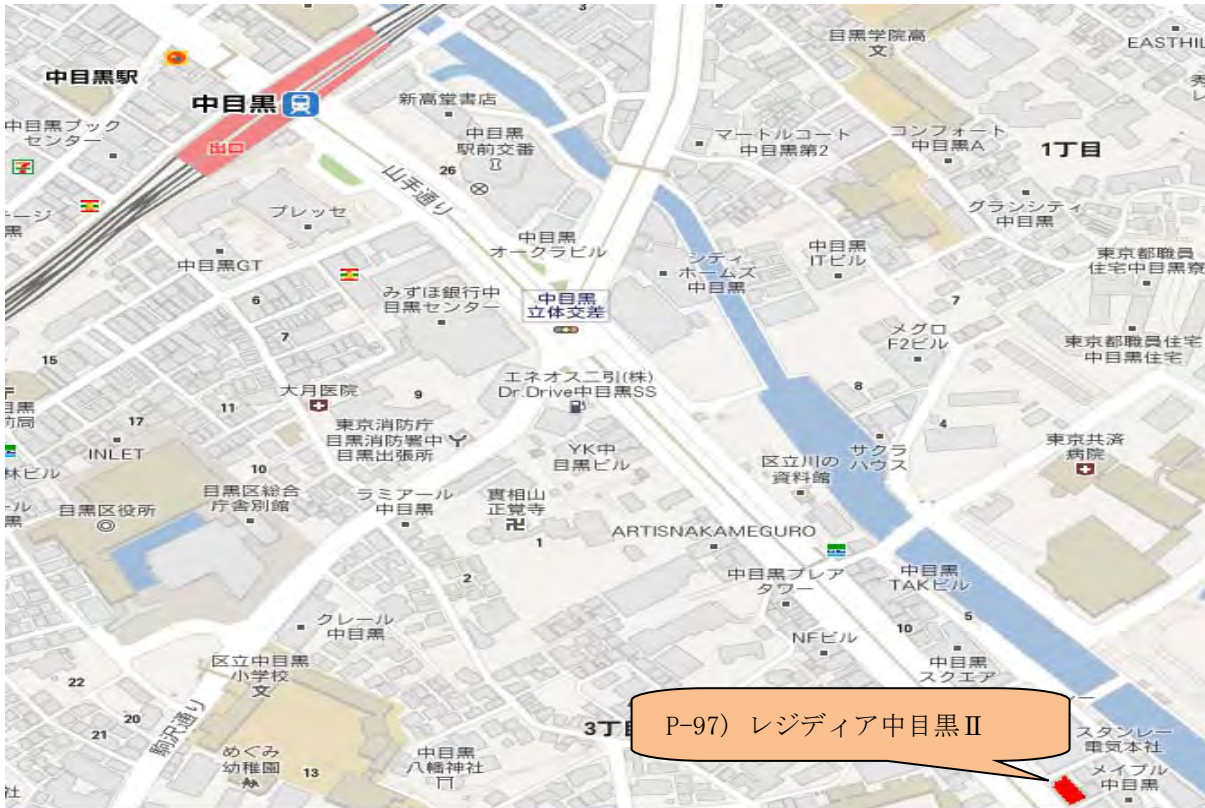 3
目黒学院高
文
EASTHIL
中目黒駅
中目黒
新高堂書店
中目黒ブック
センター
出口
中目黒
駅前交番
マートルコート
中目黒第2
コンフォート
中目黒A
1丁目
26
山手通り
ージ
黒
プレッセ
グランシティ
中目黒
中目黒GT
中目黒
オークラビル
シティ
ホームズ
中目黒
中目黒
ITビル
東京都職員
住宅中目黒寮
6
みずほ銀行中
目黒センター
中目黒
立体交差
7
7
メグロ
F2ビル
東京都職員住宅
中目黒住宅
15
大月医院
9
エネオス二引(株)
Dr.Drive中目黒SS
8
11
17
INLET
東京消防庁
目黒消防署中
目黒出張所
YK中
目黒ビル
4
サクラ
ハウス
東京共済
病院
区立川の
資料館
林ビル
10
目黒区総合
庁舎別館
ラミアール
中目黒
實相山
正覚寺
目黒区役所
ARTISNAKAMEGURO
1
2
中目黒プレア
タワー
中目黒
TAKビル
クレール
中目黒
NFビル
10
5
区立中目黒
小学校
文
中目黒
スクエア
22
20
21
駒沢通り
3丁目
P-97) レジディア中目黒Ⅱ
スタンレー
電気本社
めぐみ
幼稚園
13
中目黒
八幡神社
メイプル
中目黒
社